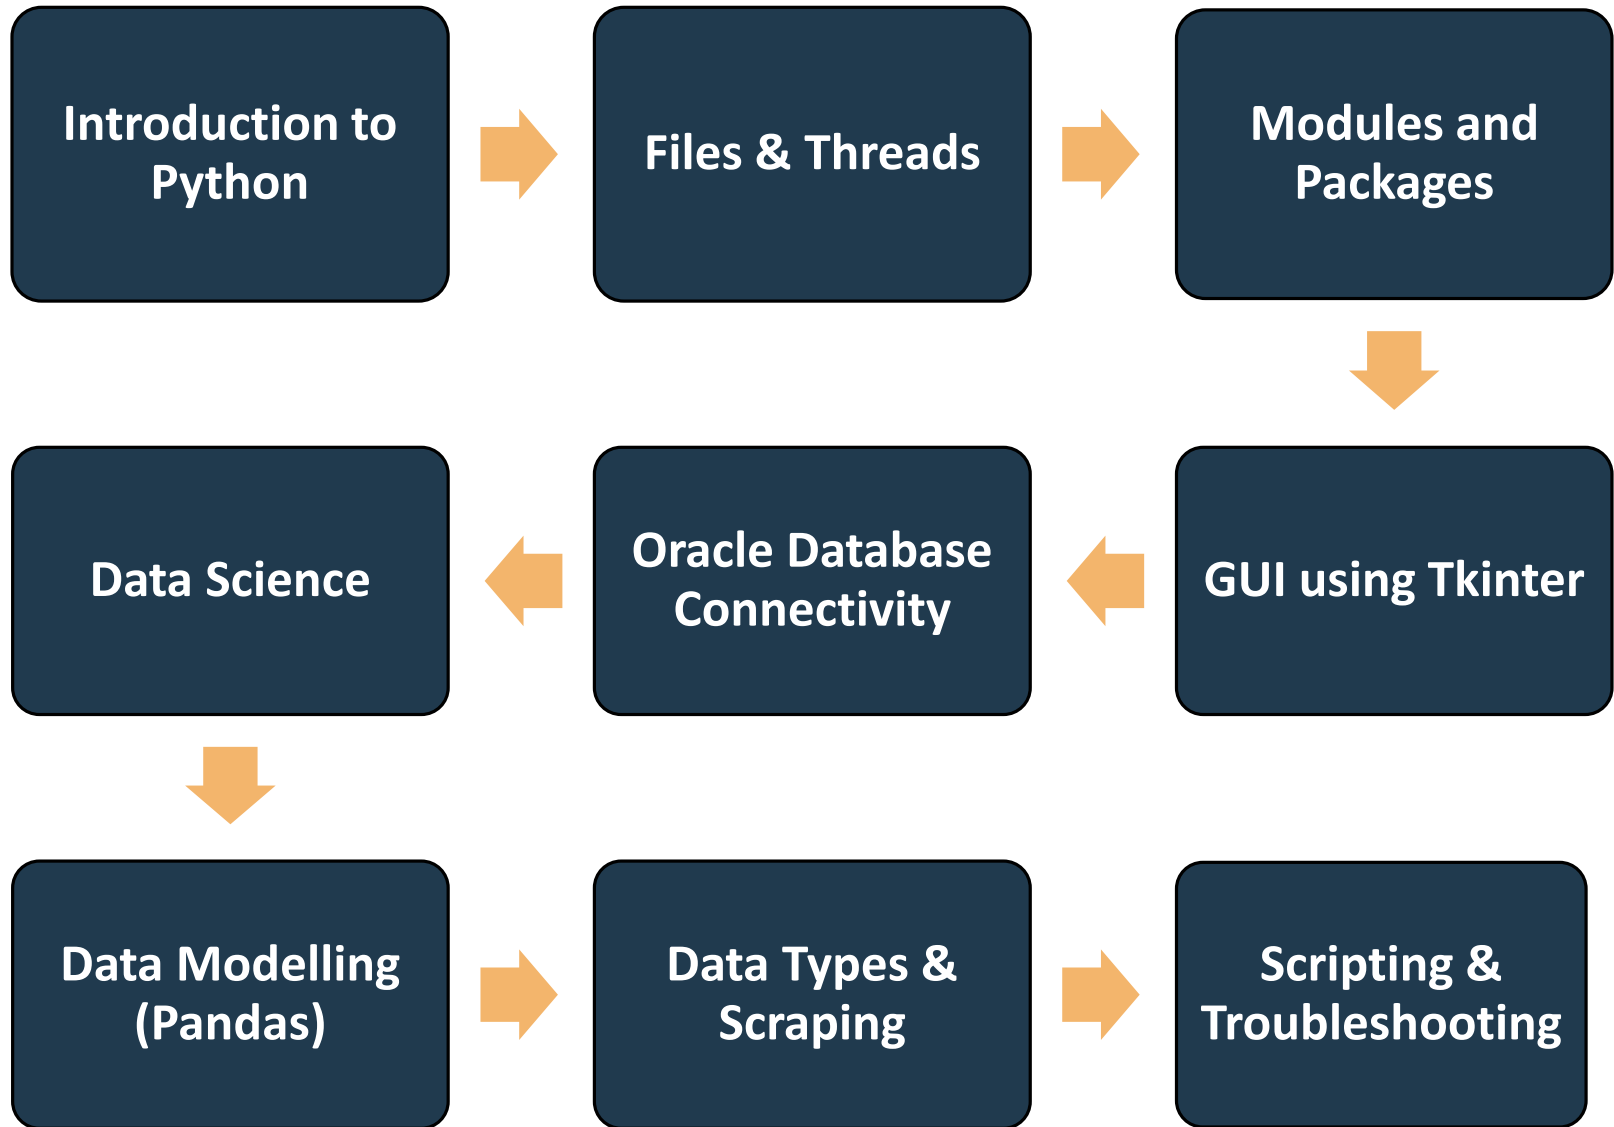 Introduction to
Python
Files & Threads
Modules and
Packages
GUI using Tkinter
Oracle Database
Connectivity
Data Science
Data Modelling
(Pandas)
Data Types &
Scraping
Scripting &
Troubleshooting